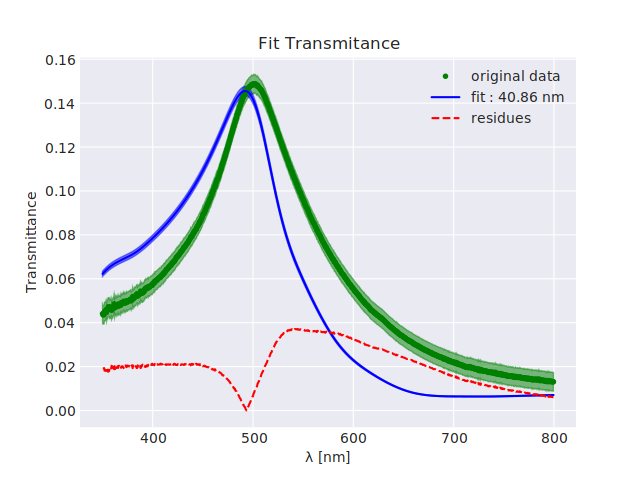 Fit Transmitance
0.16
0.14
0.12
0.10
0.08
0.06
0.04
0.02
0.00
Transmittance
original data
fit : 40.86 nm
residues
400
500
600
700
800
λ [nm]